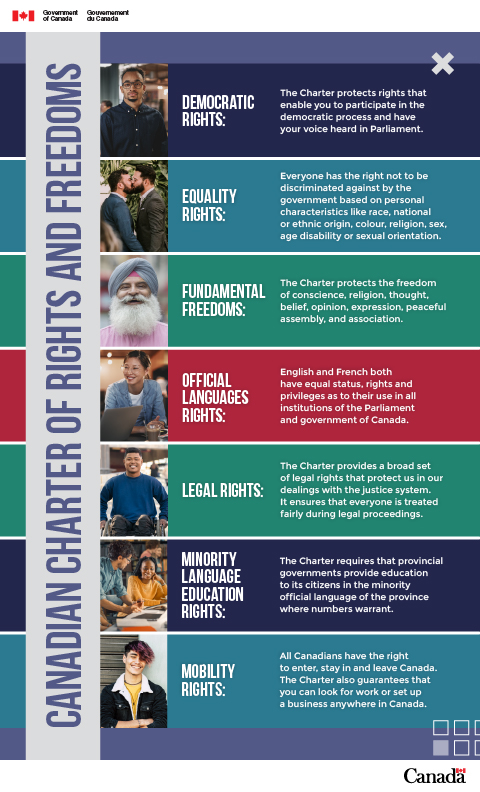 Government of Canada
Gouvernement du Canada
CANADIAN CHARTER OF RIGHTS AND FREEDOMS
DEMOCRATIC
RIGHTS:
The Charter protects rights that
enable you to participate in the
democratic process and have
your voice heard in Parliament.
EQUALITY
RIGHTS:
Everyone has the right not to be
discriminated against by the
government based on personal
characteristics like race, national
or ethnic origin, colour, religion, sex,
age disability or sexual orientation.
FUNDAMENTAL
FREEDOMS:
The Charter protects the freedom
of conscience, religion, thought,
belief, opinion, expression, peaceful
assembly, and association.
OFFICIAL
LANGUAGES
RIGHTS:
English and French both
have equal status, rights and
privileges as to their use in all
institutions of the Parliament
and government of Canada.
LEGAL RIGHTS:
The Charter provides a broad set
of legal rights that protect us in our
dealings with the justice system.
It ensures that everyone is treated
fairly during legal proceedings.
MINORITY
LANGUAGE
EDUCATION
RIGHTS:
The Charter requires that provincial
governments provide education
to its citizens in the minority
official language of the province
where numbers warrant.
MOBILITY
RIGHTS:
All Canadians have the right
to enter, stay in and leave Canada.
The Charter also guarantees that
you can look for work or set up
a business anywhere in Canada.
Canada